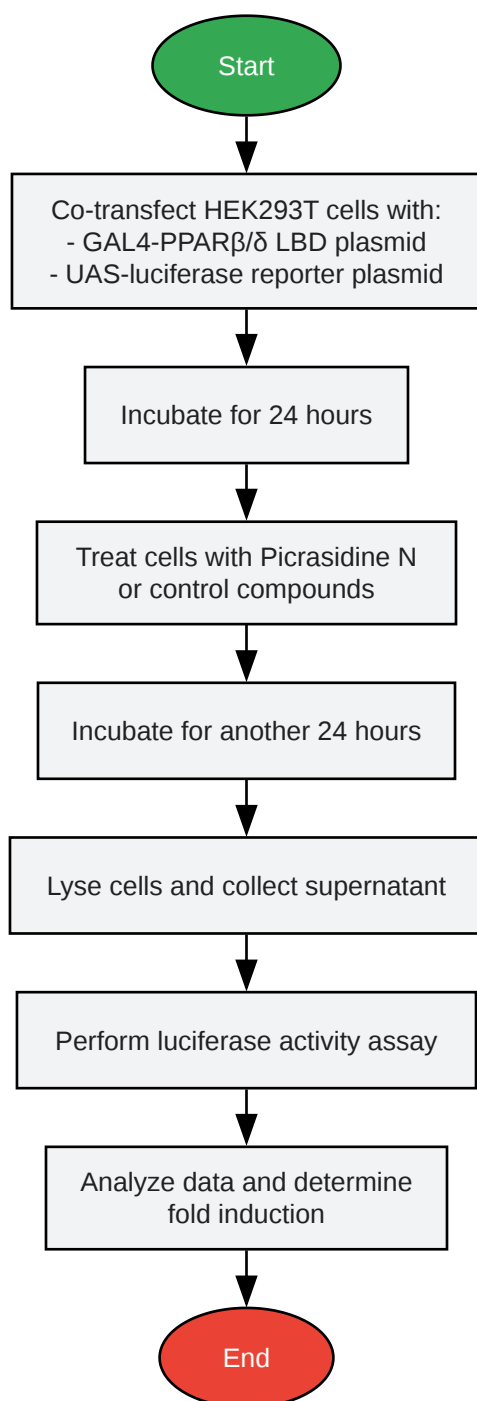 Start
Co-transfect HEK293T cells with:
- GAL4-PPARβ/δ LBD plasmid
- UAS-luciferase reporter plasmid
Incubate for 24 hours
Treat cells with Picrasidine N
or control compounds
Incubate for another 24 hours
Lyse cells and collect supernatant
Perform luciferase activity assay
Analyze data and determine
fold induction
End